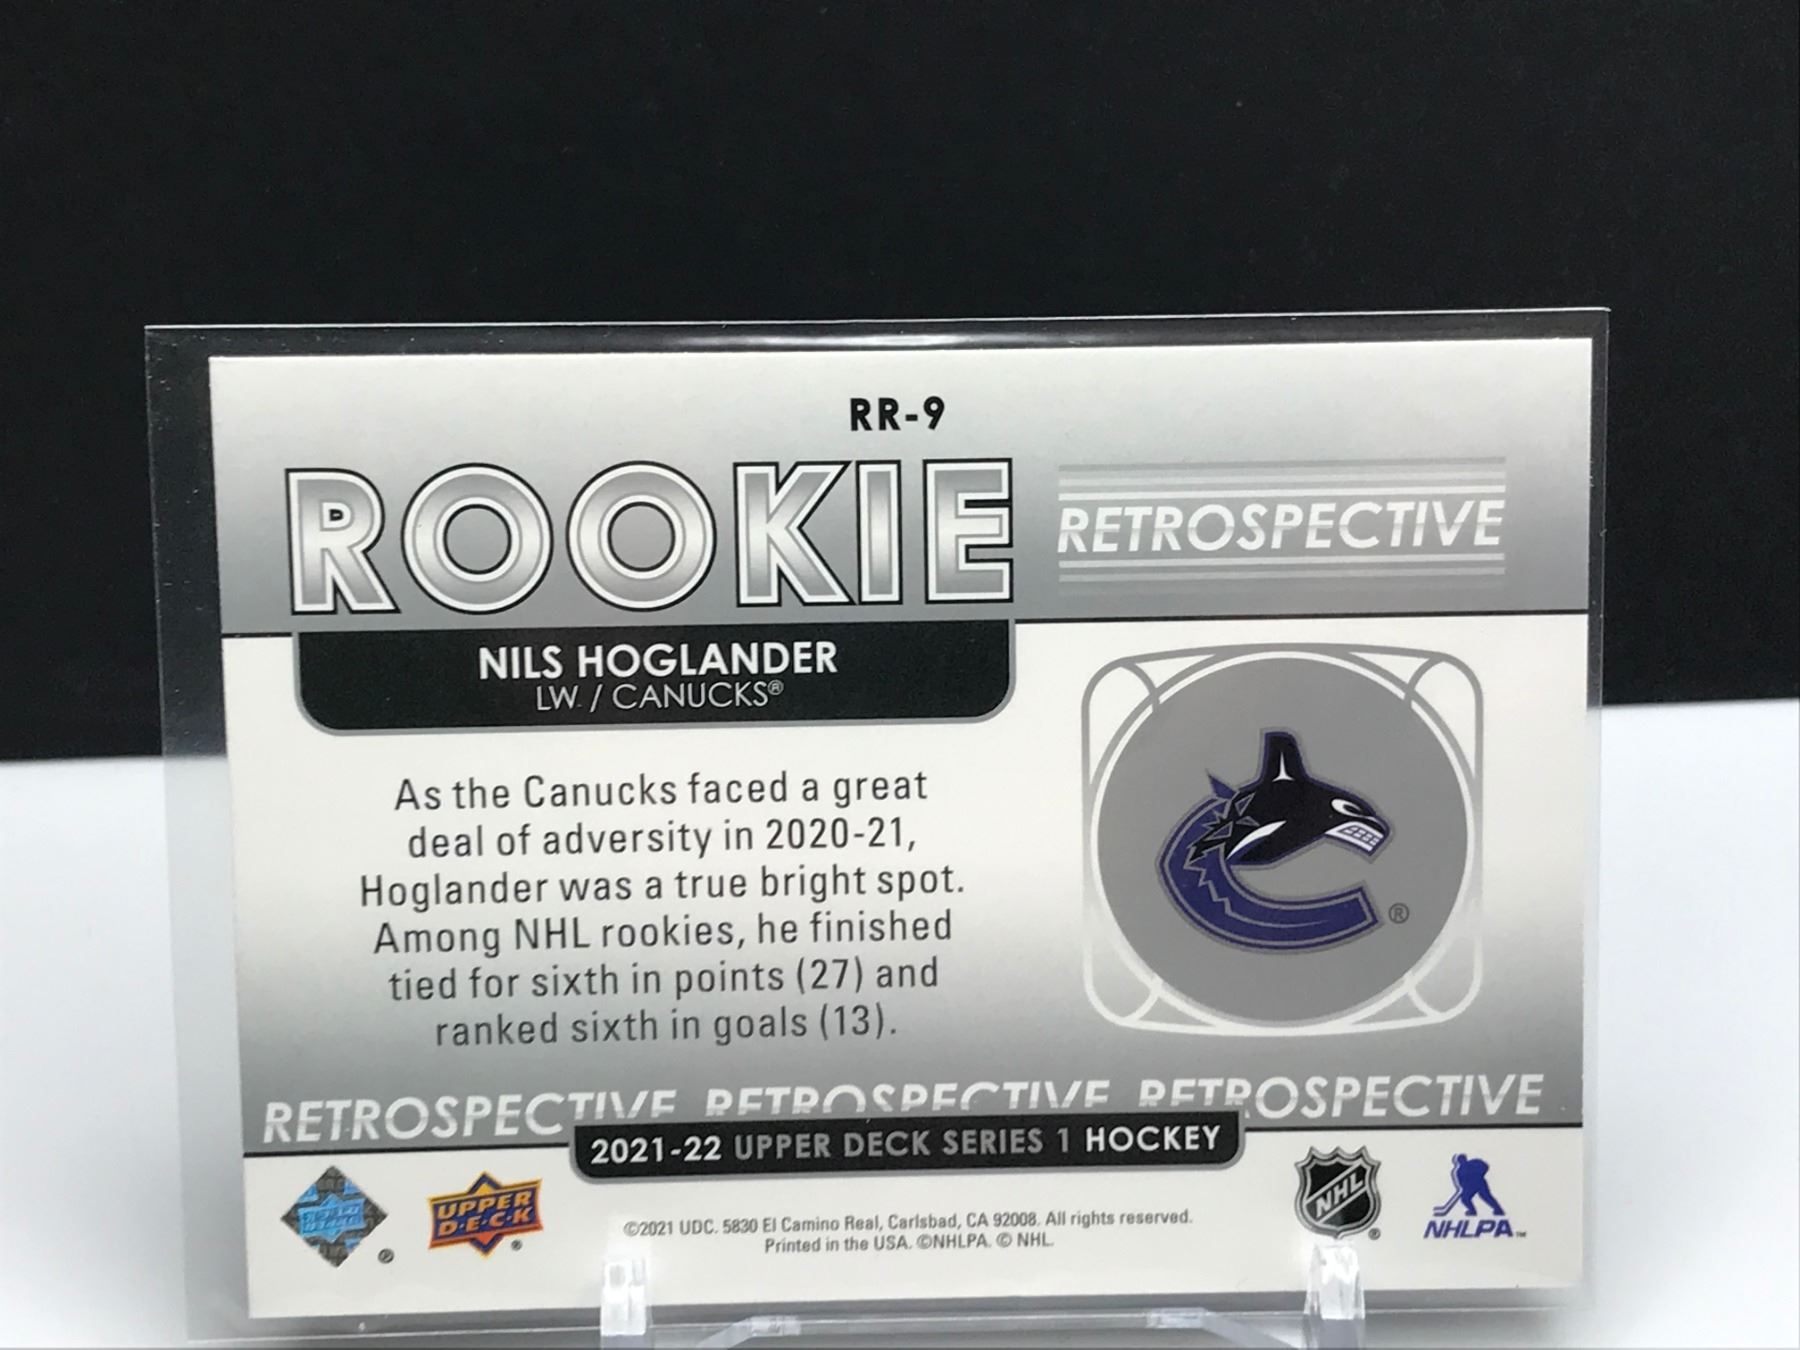 RR-9
ROOKIE
RETROSPECTIVE
NILS HOGLANDER
LW / CANUCKS®
As the Canucks faced a great
deal of adversity in 2020-21,
Hoglander was a true bright spot.
Among NHL rookies, he finished
tied for sixth in points (27) and
ranked sixth in goals (13).
®
RETROSPECTIVE RETROSPECTIVE RETROSPECTIVE
2021-22 UPPER DECK SERIES 1 HOCKEY
UPPER
D·E·C·K
©2021 UDC. 5830 El Camino Real, Carlsbad, CA 92008. All rights reserved.
Printed in the USA. ©NHLPA. © NHL.
NHL
NHLPA™